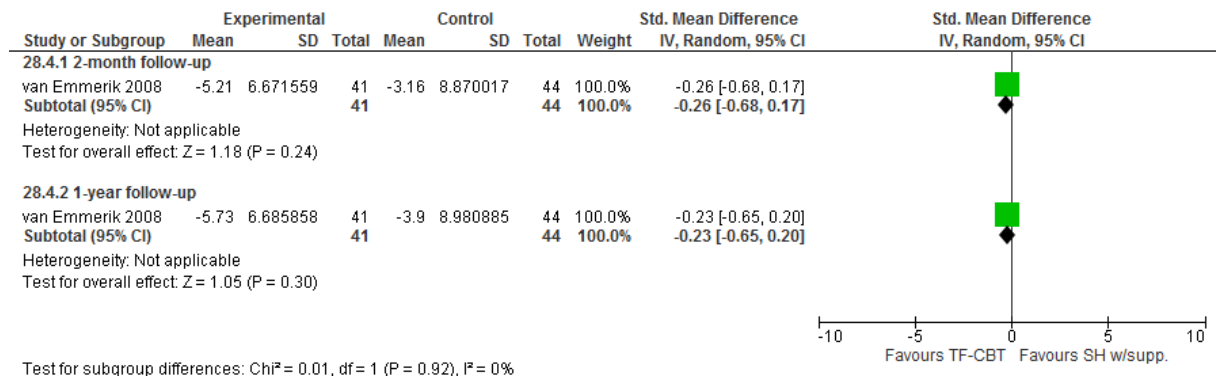 Experimental Control Std. Mean Difference Std. Mean Difference
Study or Subgroup Mean SD Total Mean SD Total Weight IV, Random, 95% CI IV, Random, 95% CI
28.4.1 2-month follow-up
van Emmerik 2008 -5.21 6.671559 41 -3.16 8.870017 44 100.0% -0.26 [-0.68, 0.17]
Subtotal (95% CI) 41 44 100.0% -0.26 [-0.68, 0.17]
Heterogeneity: Not applicable
Test for overall effect: Z = 1.18 (P = 0.24)
28.4.2 1-year follow-up
van Emmerik 2008 -5.73 6.685858 41 -3.9 8.980885 44 100.0% -0.23 [-0.65, 0.20]
Subtotal (95% CI) 41 44 100.0% -0.23 [-0.65, 0.20]
Heterogeneity: Not applicable
Test for overall effect: Z = 1.05 (P = 0.30)
-10 -5 0 5 10
Favours TF-CBT Favours SH w/supp.
Test for subgroup differences: Chi² = 0.01, df = 1 (P = 0.92), I² = 0%